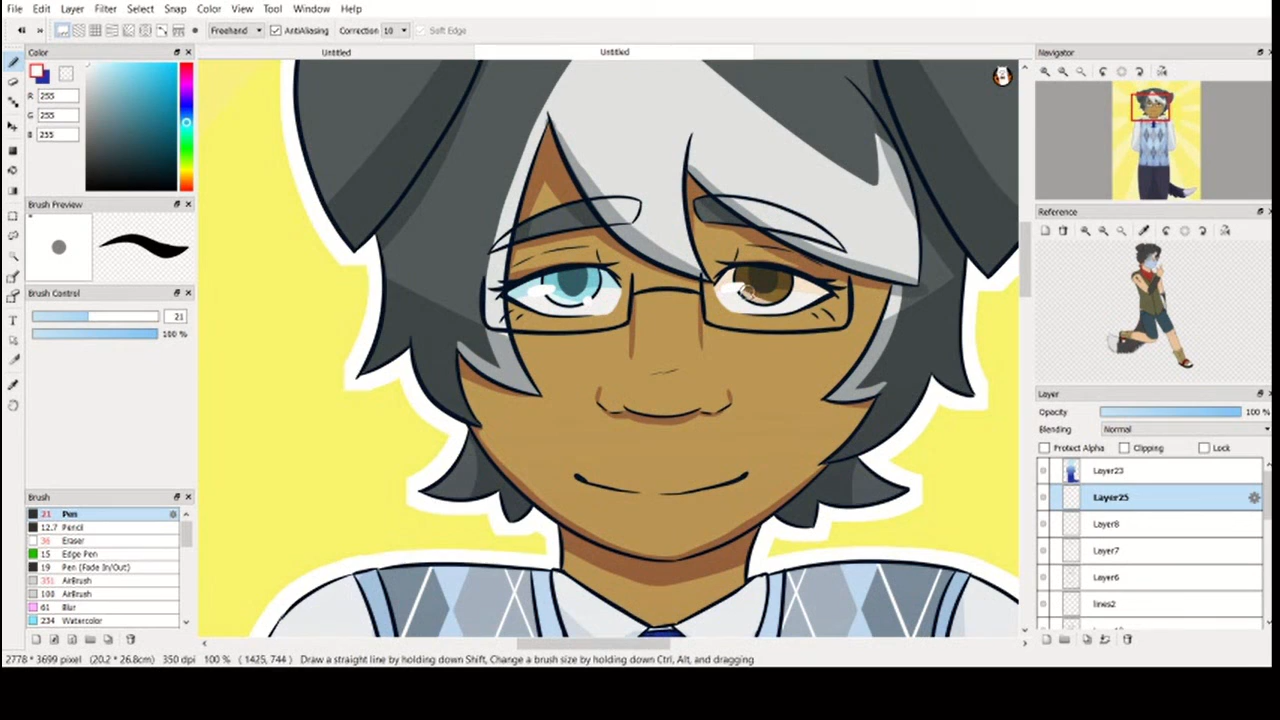 File Edit Layer Filter Select Snap Color View Tool Window Help
Freehand AntiAliasing Correction 10 Soft Edge
Untitled Untitled
Color
R 255
G 255
B 255
Brush Preview
Brush Control
21
100 %
Brush
21 Pen
12.7 Pencil
36 Eraser
15 Edge Pen
19 Pen (Fade In/Out)
351 AirBrush
100 AirBrush
61 Blur
234 Watercolor
Navigator
Reference
Layer
Opacity 100 %
Blending Normal
Protect Alpha Clipping Lock
Layer23
Layer25
Layer8
Layer7
Layer6
lines2
2778 * 3699 pixel (20.2 * 26.8cm) 350 dpi 100 % ( 1425, 744 ) Draw a straight line by holding down Shift, Change a brush size by holding down Ctrl, Alt, and dragging